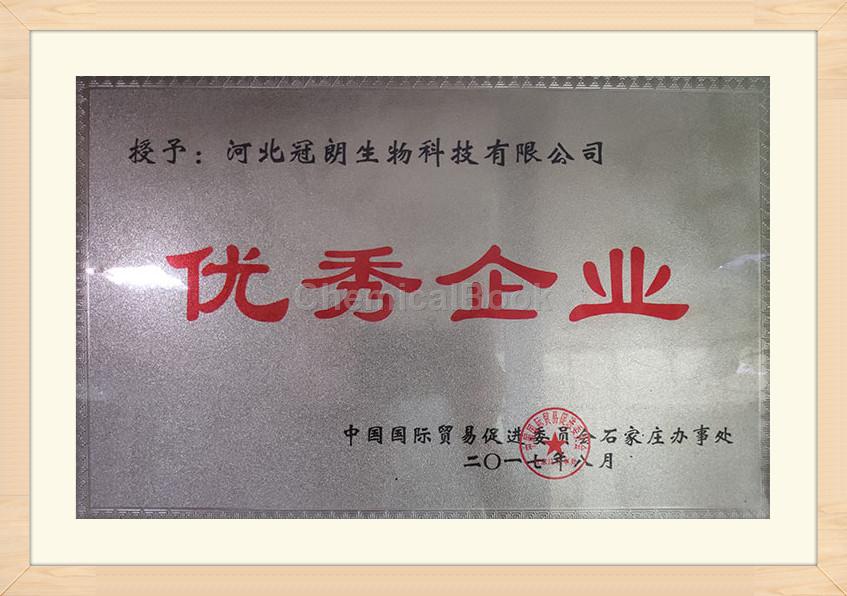 授予：河北冠朗生物科技有限公司
优秀企业
ChemicalBook
中国国际贸易促进委员会石家庄办事处
二〇一七年八月